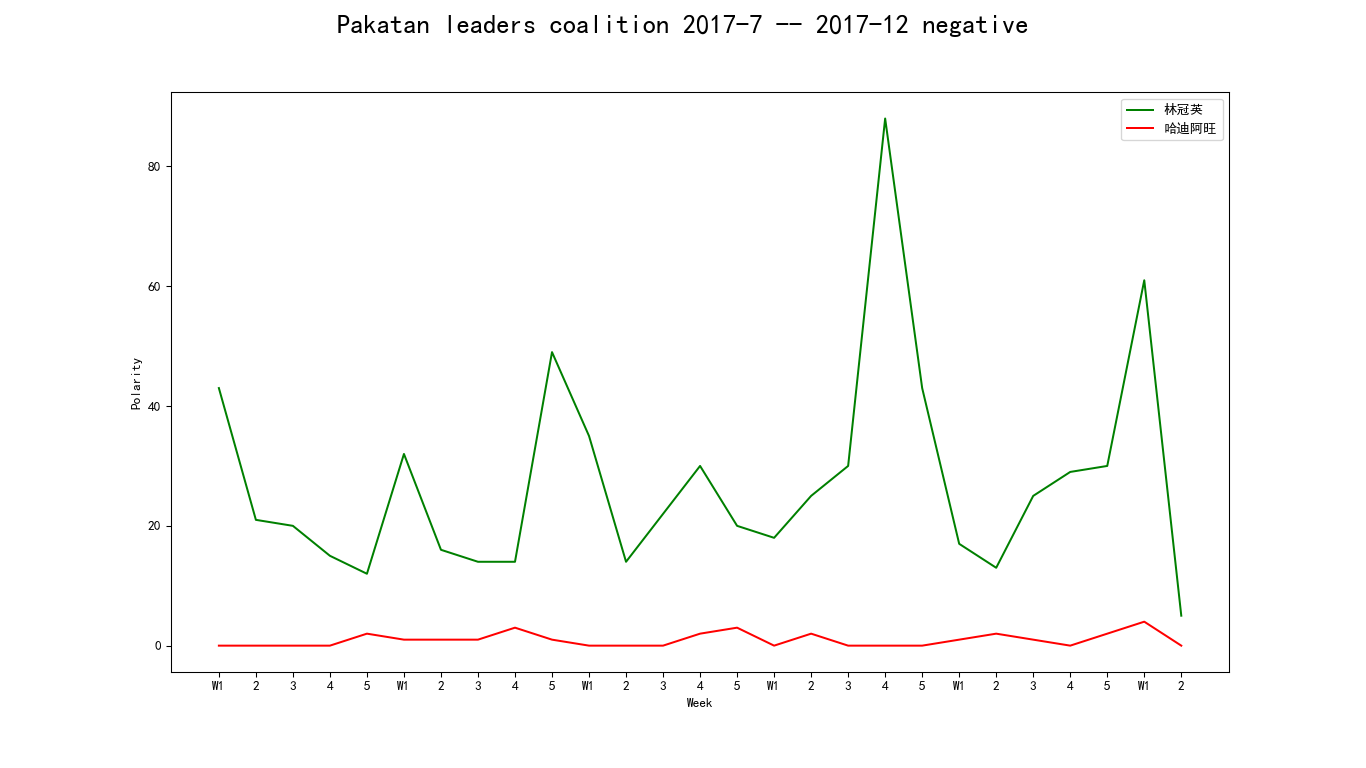 Pakatan leaders coalition 2017-7 -- 2017-12 negative
林冠英
哈迪阿旺
80
60
40
20
0
Polarity
W1 2 3 4 5 W1 2 3 4 5 W1 2 3 4 5 W1 2 3 4 5 W1 2 3 4 5 W1 2
Week